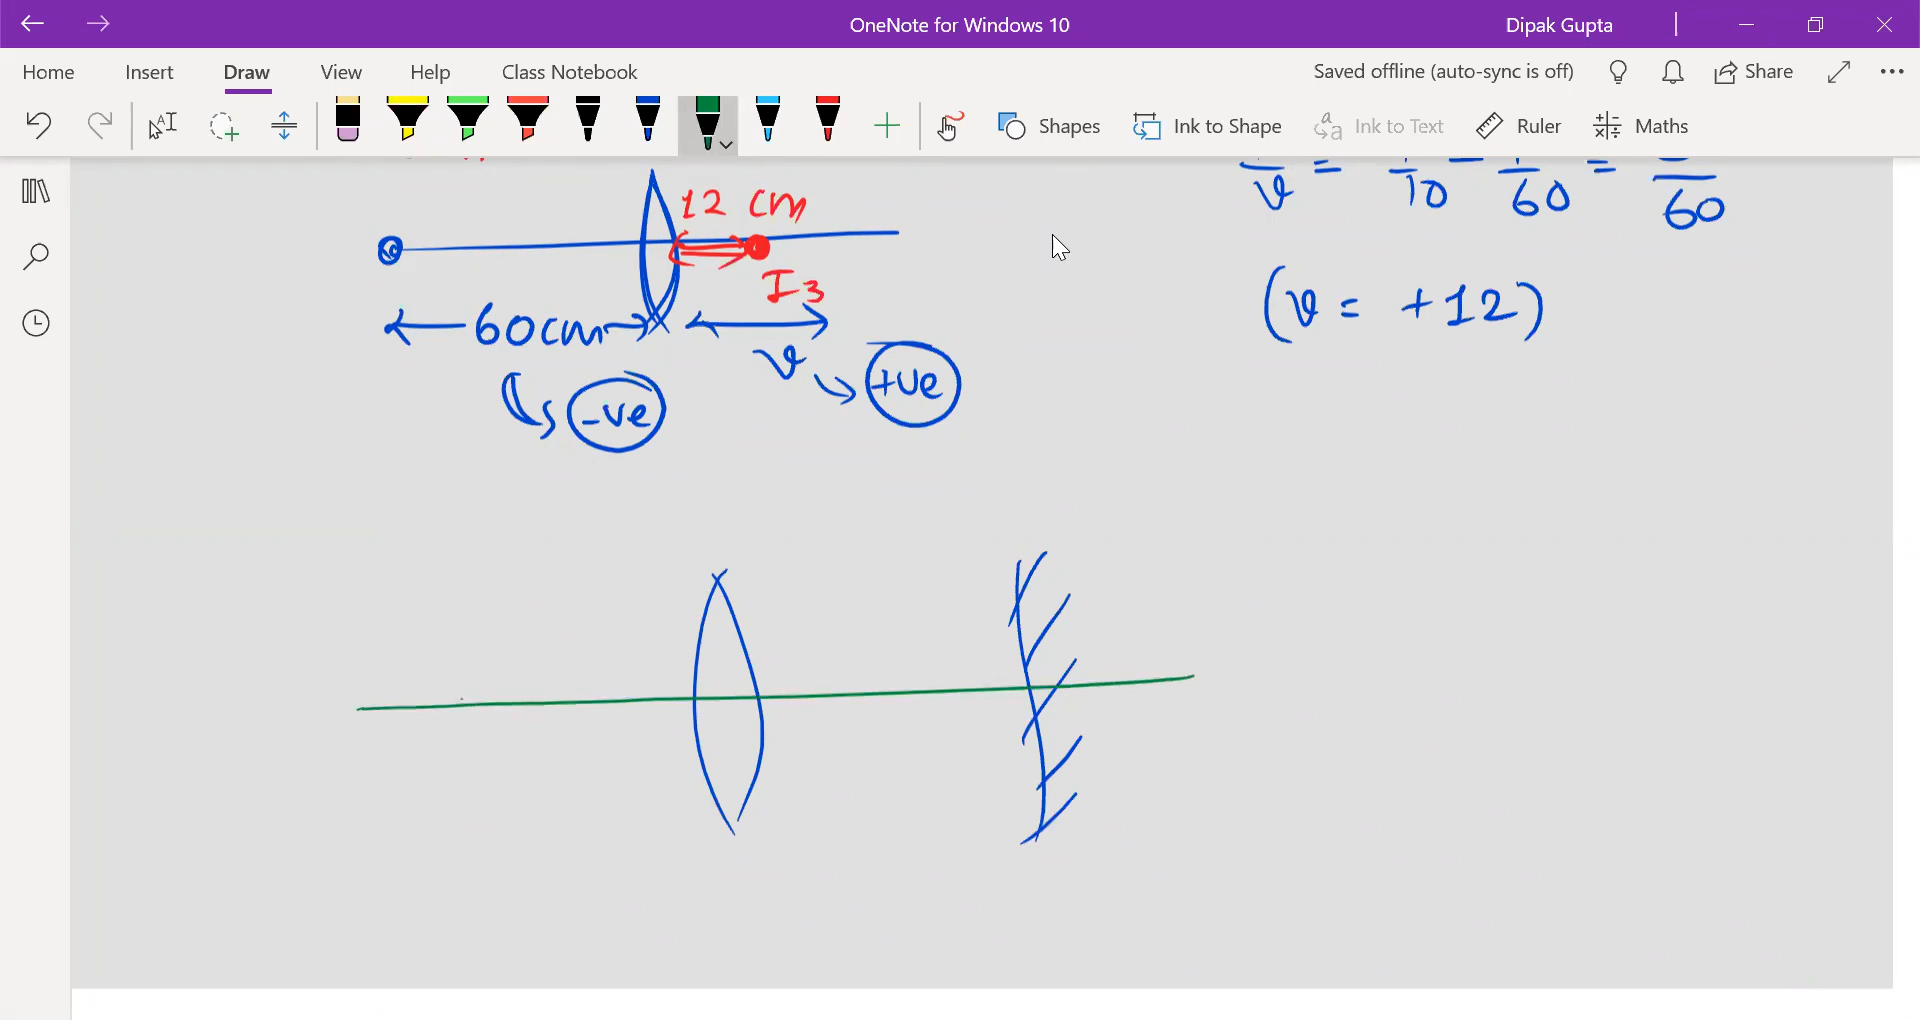 OneNote for Windows 10
Dipak Gupta
Home Insert Draw View Help Class Notebook
Saved offline (auto-sync is off) Share
Shapes Ink to Shape Ink to Text Ruler Maths
12 cm
I3
60cm
v
-ve
+ve
v = 10 60 = 60
(v = +12)